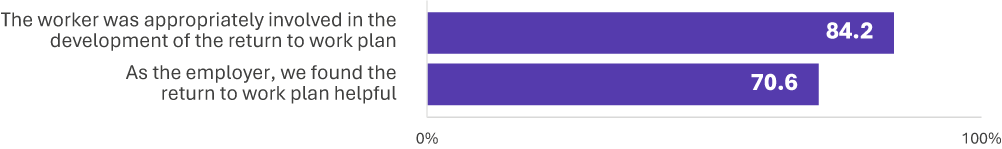 The worker was appropriately involved in the
development of the return to work plan
84.2
As the employer, we found the
return to work plan helpful
70.6
0%
100%